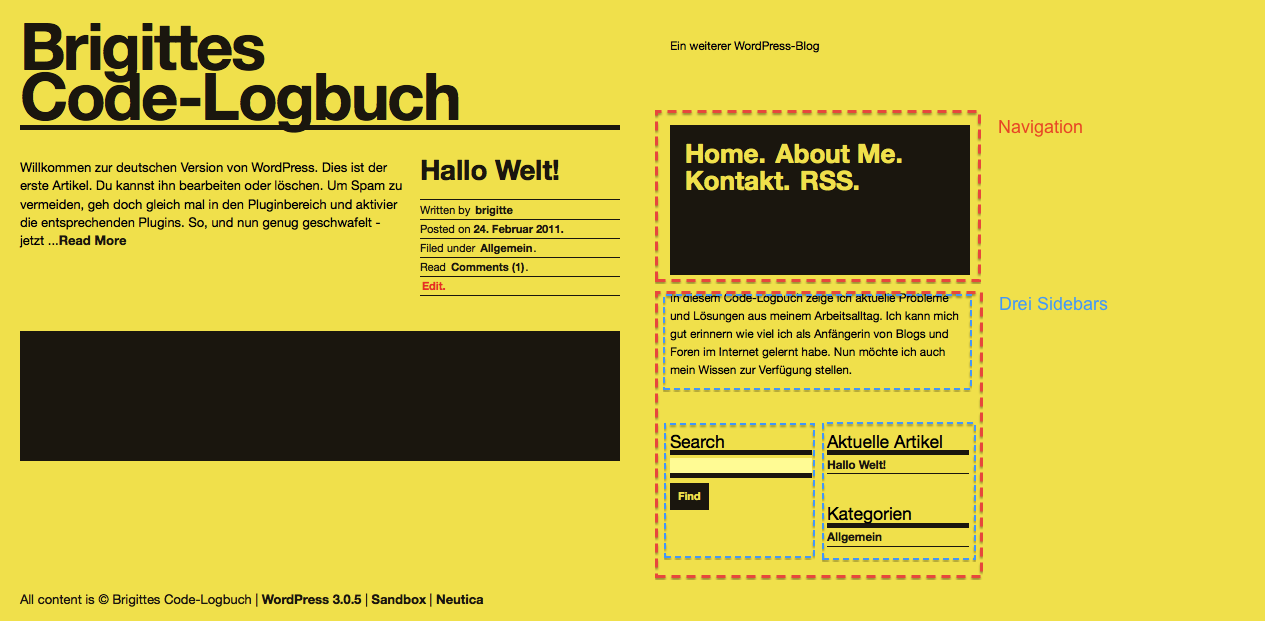 Brigittes
Code-Logbuch
Ein weiterer WordPress-Blog
Willkommen zur deutschen Version von WordPress. Dies ist der
erste Artikel. Du kannst ihn bearbeiten oder löschen. Um Spam zu
vermeiden, geh doch gleich mal in den Pluginbereich und aktivier
die entsprechenden Plugins. So, und nun genug geschwafelt -
jetzt ...Read More
Hallo Welt!
Written by brigitte
Posted on 24. Februar 2011.
Filed under Allgemein.
Read Comments (1).
Edit.
Home. About Me.
Kontakt. RSS.
Navigation
In diesem Code-Logbuch zeige ich aktuelle Probleme
und Lösungen aus meinem Arbeitsalltag. Ich kann mich
gut erinnern wie viel ich als Anfängerin von Blogs und
Foren im Internet gelernt habe. Nun möchte ich auch
mein Wissen zur Verfügung stellen.
Drei Sidebars
Search
Find
Aktuelle Artikel
Hallo Welt!
Kategorien
Allgemein
All content is © Brigittes Code-Logbuch | WordPress 3.0.5 | Sandbox | Neutica